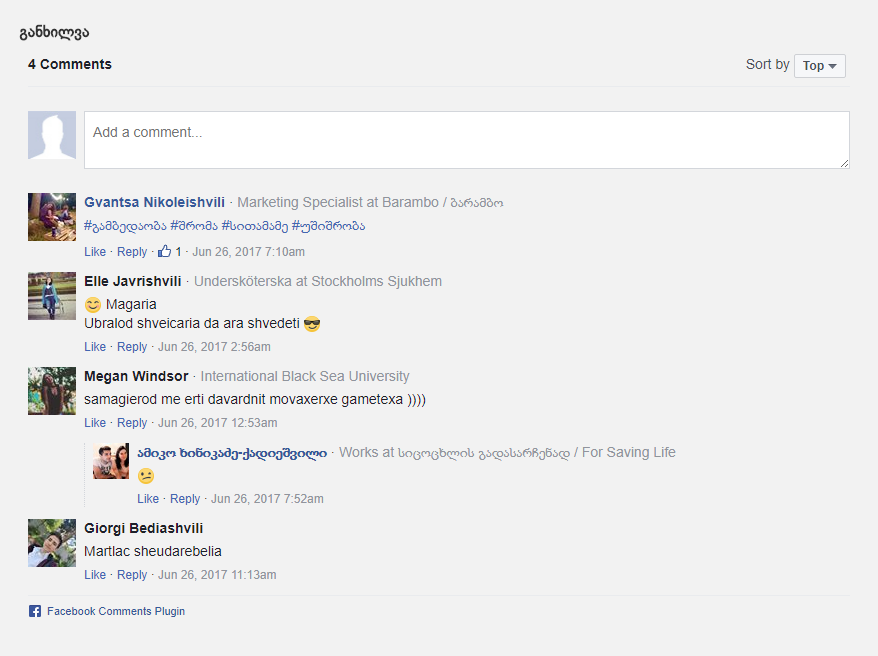 განხილვა
4 Comments
Sort by Top
Add a comment...
Gvantsa Nikoleishvili · Marketing Specialist at Barambo / ბარამბო
#გამბედაობა #შრომა #სითამამე #უშიშრობა
Like · Reply · 1 · Jun 26, 2017 7:10am
Elle Javrishvili · Undersköterska at Stockholms Sjukhem
😊 Magaria
Ubralod shveicaria da ara shvedeti 😎
Like · Reply · Jun 26, 2017 2:56am
Megan Windsor · International Black Sea University
samagierod me erti davardnit movaxerxe gametexa ))))
Like · Reply · Jun 26, 2017 12:53am
ამიკო ხინიკაძე-ქადიეშვილი · Works at სიცოცხლის გადასარჩენად / For Saving Life
😕
Like · Reply · Jun 26, 2017 7:52am
Giorgi Bediashvili
Martlac sheudarebelia
Like · Reply · Jun 26, 2017 11:13am
Facebook Comments Plugin